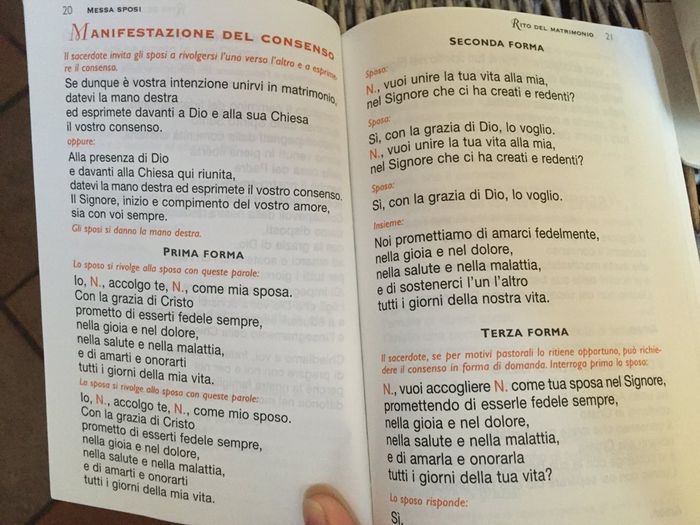 20 MESSA SPOSI
MANIFESTAZIONE DEL CONSENSO
Il sacerdote invita gli sposi a rivolgersi l'uno verso l'altro e a esprime-
re il consenso.
Se dunque è vostra intenzione unirvi in matrimonio,
datevi la mano destra
ed esprimete davanti a Dio e alla sua Chiesa
il vostro consenso.
oppure:
Alla presenza di Dio
e davanti alla Chiesa qui riunita,
datevi la mano destra ed esprimete il vostro consenso.
Il Signore, inizio e compimento del vostro amore,
sia con voi sempre.
Gli sposi si danno la mano destra.
PRIMA FORMA
Lo sposo si rivolge alla sposa con queste parole:
Io, N., accolgo te, N., come mia sposa.
Con la grazia di Cristo
prometto di esserti fedele sempre,
nella gioia e nel dolore,
nella salute e nella malattia,
e di amarti e onorarti
tutti i giorni della mia vita.
La sposa si rivolge allo sposo con queste parole:
Io, N., accolgo te, N., come mio sposo.
Con la grazia di Cristo
prometto di esserti fedele sempre,
nella gioia e nel dolore,
nella salute e nella malattia,
e di amarti e onorarti
tutti i giorni della mia vita.
RITO DEL MATRIMONIO 21
SECONDA FORMA
Sposo:
N., vuoi unire la tua vita alla mia,
nel Signore che ci ha creati e redenti?
Sposa:
Sì, con la grazia di Dio, lo voglio.
N., vuoi unire la tua vita alla mia,
nel Signore che ci ha creati e redenti?
Sposo:
Sì, con la grazia di Dio, lo voglio.
Insieme:
Noi promettiamo di amarci fedelmente,
nella gioia e nel dolore,
nella salute e nella malattia,
e di sostenerci l'un l'altro
tutti i giorni della nostra vita.
TERZA FORMA
Il sacerdote, se per motivi pastorali lo ritiene opportuno, può richie-
dere il consenso in forma di domanda. Interroga prima lo sposo:
N., vuoi accogliere N. come tua sposa nel Signore,
promettendo di esserle fedele sempre,
nella gioia e nel dolore,
nella salute e nella malattia,
e di amarla e onorarla
tutti i giorni della tua vita?
Lo sposo risponde:
Sì.